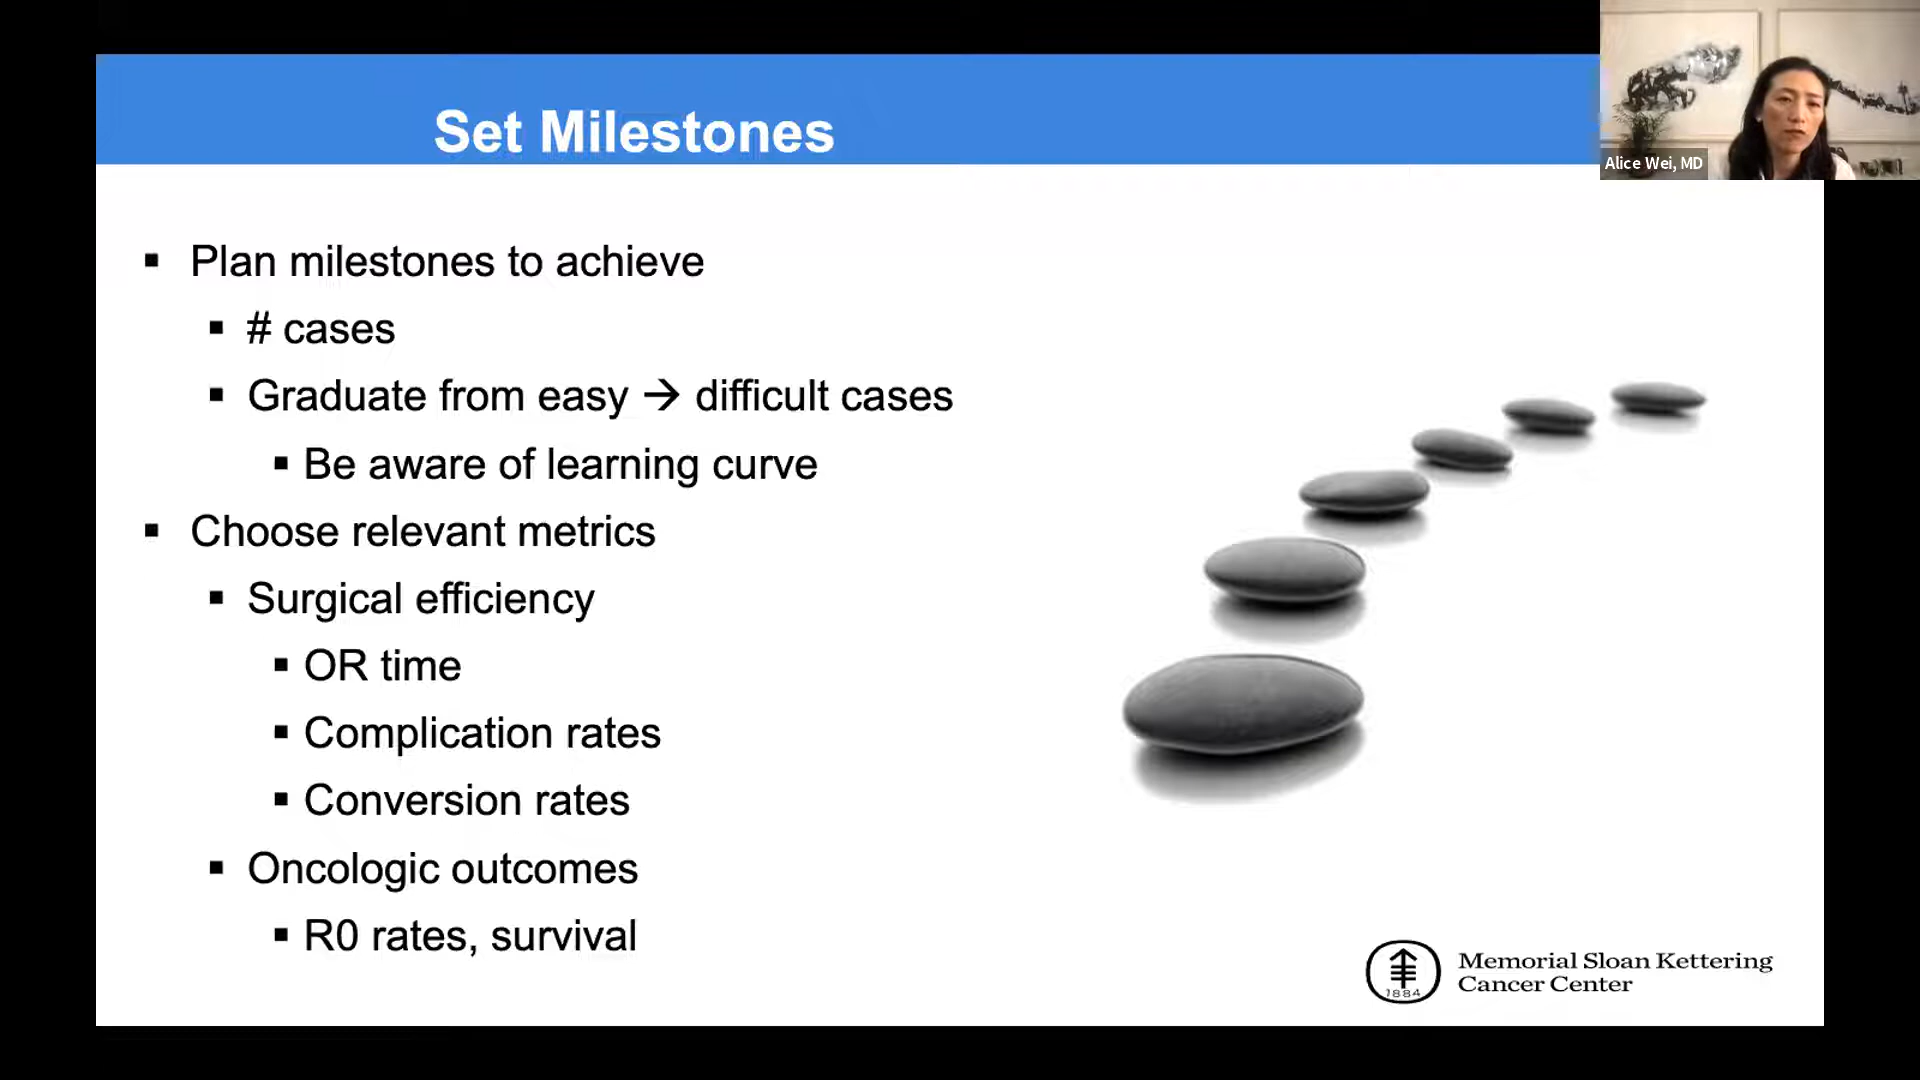 Set Milestones
Alice Wei, MD
▪ Plan milestones to achieve
▪ # cases
▪ Graduate from easy → difficult cases
▪ Be aware of learning curve
▪ Choose relevant metrics
▪ Surgical efficiency
▪ OR time
▪ Complication rates
▪ Conversion rates
▪ Oncologic outcomes
▪ R0 rates, survival
1884
Memorial Sloan Kettering
Cancer Center